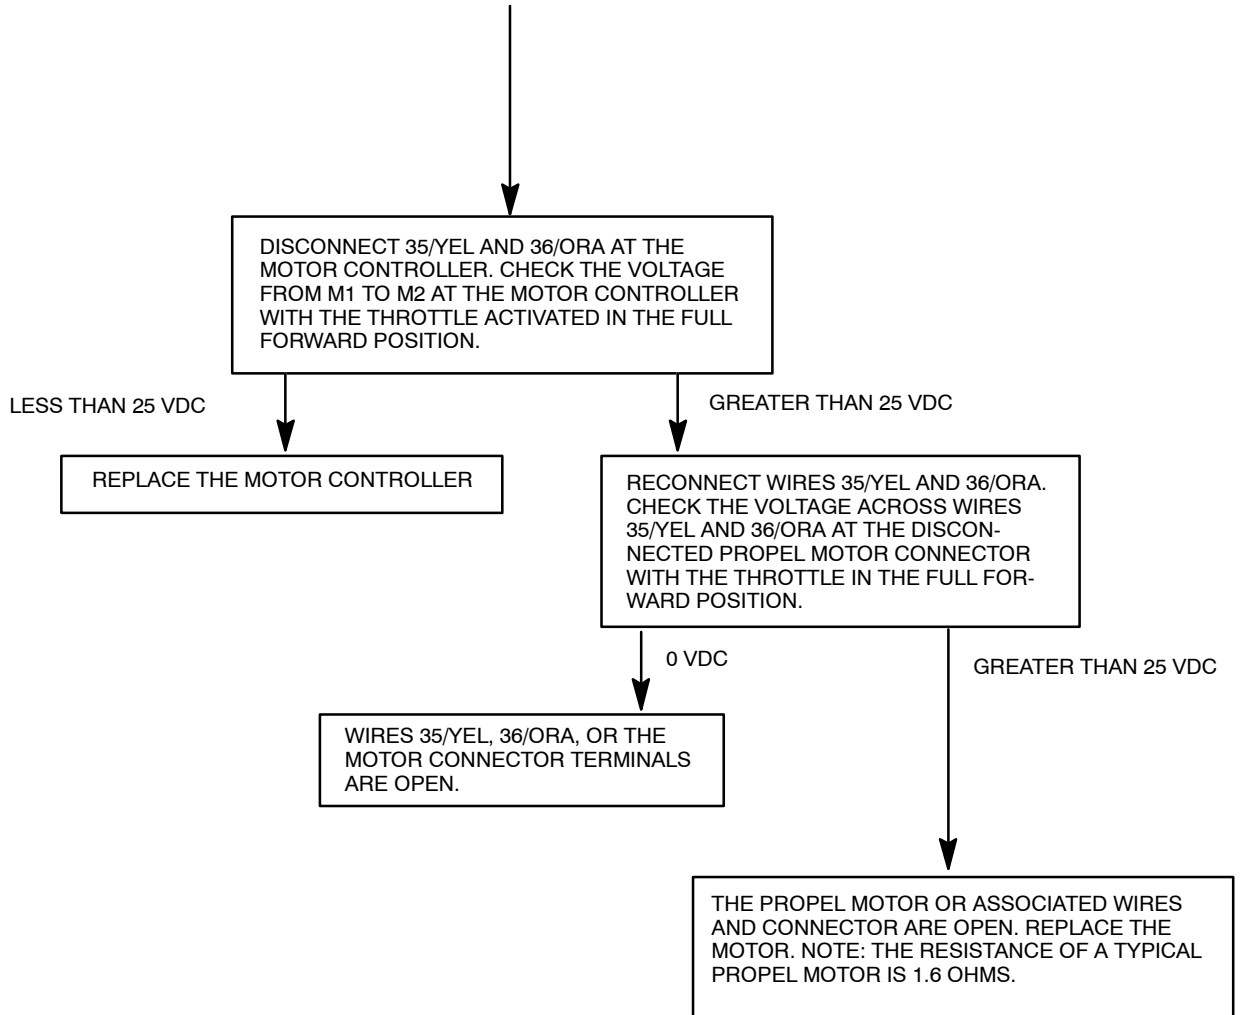 DISCONNECT 35/YEL AND 36/ORA AT THE
MOTOR CONTROLLER. CHECK THE VOLTAGE
FROM M1 TO M2 AT THE MOTOR CONTROLLER
WITH THE THROTTLE ACTIVATED IN THE FULL
FORWARD POSITION.
LESS THAN 25 VDC
GREATER THAN 25 VDC
REPLACE THE MOTOR CONTROLLER
RECONNECT WIRES 35/YEL AND 36/ORA.
CHECK THE VOLTAGE ACROSS WIRES
35/YEL AND 36/ORA AT THE DISCON-
NECTED PROPEL MOTOR CONNECTOR
WITH THE THROTTLE IN THE FULL FOR-
WARD POSITION.
0 VDC
GREATER THAN 25 VDC
WIRES 35/YEL, 36/ORA, OR THE
MOTOR CONNECTOR TERMINALS
ARE OPEN.
THE PROPEL MOTOR OR ASSOCIATED WIRES
AND CONNECTOR ARE OPEN. REPLACE THE
MOTOR. NOTE: THE RESISTANCE OF A TYPICAL
PROPEL MOTOR IS 1.6 OHMS.